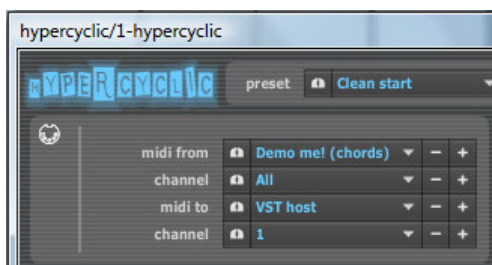 hypercyclic/1-hypercyclic
HYPERCYCLIC preset Clean start
midi from Demo me! (chords) - +
channel All - +
midi to VST host - +
channel 1 - +